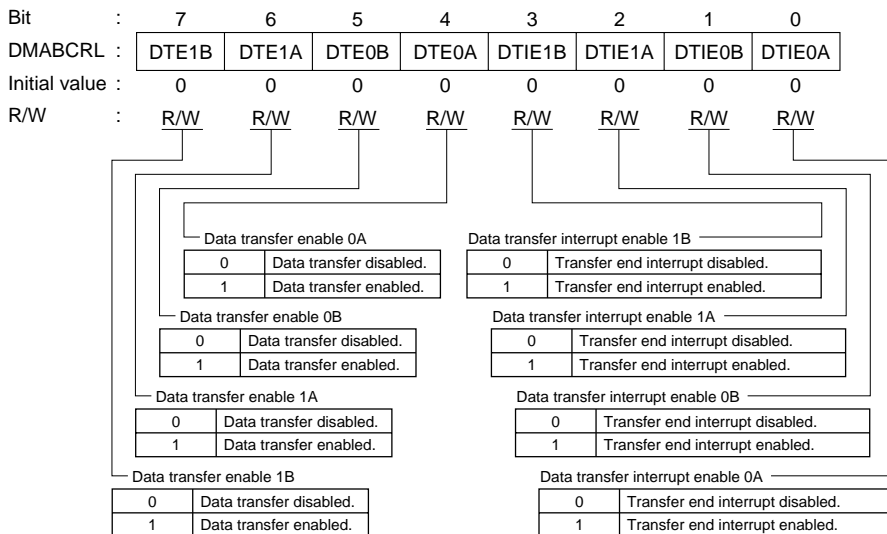 Bit : 7 6 5 4 3 2 1 0
DMABCRL : DTE1B DTE1A DTE0B DTE0A DTIE1B DTIE1A DTIE0B DTIE0A
Initial value : 0 0 0 0 0 0 0 0
R/W : R/W R/W R/W R/W R/W R/W R/W R/W
Data transfer enable 0A
0 Data transfer disabled.
1 Data transfer enabled.
Data transfer interrupt enable 1B
0 Transfer end interrupt disabled.
1 Transfer end interrupt enabled.
Data transfer enable 0B
0 Data transfer disabled.
1 Data transfer enabled.
Data transfer interrupt enable 1A
0 Transfer end interrupt disabled.
1 Transfer end interrupt enabled.
Data transfer enable 1A
0 Data transfer disabled.
1 Data transfer enabled.
Data transfer interrupt enable 0B
0 Transfer end interrupt disabled.
1 Transfer end interrupt enabled.
Data transfer enable 1B
0 Data transfer disabled.
1 Data transfer enabled.
Data transfer interrupt enable 0A
0 Transfer end interrupt disabled.
1 Transfer end interrupt enabled.